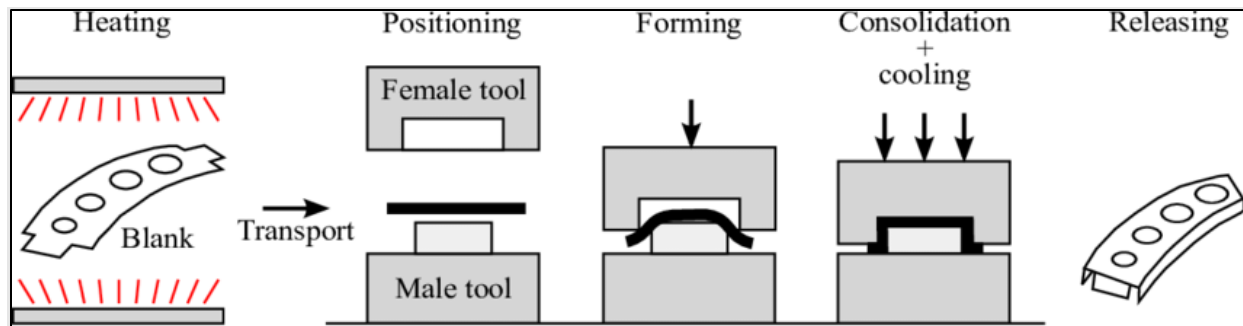 Heating
Positioning
Forming
Consolidation
+
cooling
Releasing
Female tool
Blank
Transport
Male tool